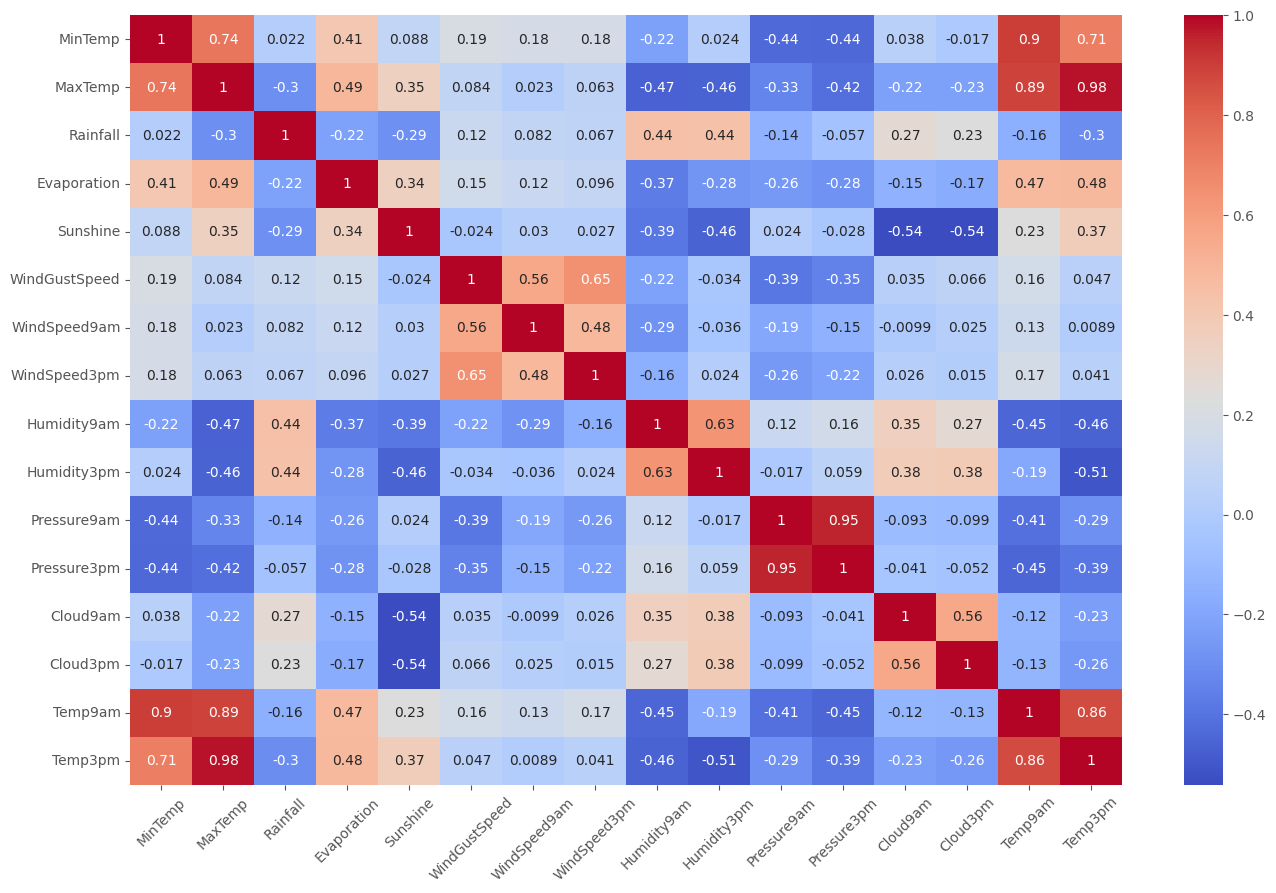 MinTemp 1 0.74 0.022 0.41 0.088 0.19 0.18 0.18 -0.22 0.024 -0.44 -0.44 0.038 -0.017 0.9 0.71
MaxTemp 0.74 1 -0.3 0.49 0.35 0.084 0.023 0.063 -0.47 -0.46 -0.33 -0.42 -0.22 -0.23 0.89 0.98
Rainfall 0.022 -0.3 1 -0.22 -0.29 0.12 0.082 0.067 0.44 0.44 -0.14 -0.057 0.27 0.23 -0.16 -0.3
Evaporation 0.41 0.49 -0.22 1 0.34 0.15 0.12 0.096 -0.37 -0.28 -0.26 -0.28 -0.15 -0.17 0.47 0.48
Sunshine 0.088 0.35 -0.29 0.34 1 -0.024 0.03 0.027 -0.39 -0.46 0.024 -0.028 -0.54 -0.54 0.23 0.37
WindGustSpeed 0.19 0.084 0.12 0.15 -0.024 1 0.56 0.65 -0.22 -0.034 -0.39 -0.35 0.035 0.066 0.16 0.047
WindSpeed9am 0.18 0.023 0.082 0.12 0.03 0.56 1 0.48 -0.29 -0.036 -0.19 -0.15 -0.0099 0.025 0.13 0.0089
WindSpeed3pm 0.18 0.063 0.067 0.096 0.027 0.65 0.48 1 -0.16 0.024 -0.26 -0.22 0.026 0.015 0.17 0.041
Humidity9am -0.22 -0.47 0.44 -0.37 -0.39 -0.22 -0.29 -0.16 1 0.63 0.12 0.16 0.35 0.27 -0.45 -0.46
Humidity3pm 0.024 -0.46 0.44 -0.28 -0.46 -0.034 -0.036 0.024 0.63 1 -0.017 0.059 0.38 0.38 -0.19 -0.51
Pressure9am -0.44 -0.33 -0.14 -0.26 0.024 -0.39 -0.19 -0.26 0.12 -0.017 1 0.95 -0.093 -0.099 -0.41 -0.29
Pressure3pm -0.44 -0.42 -0.057 -0.28 -0.028 -0.35 -0.15 -0.22 0.16 0.059 0.95 1 -0.041 -0.052 -0.45 -0.39
Cloud9am 0.038 -0.22 0.27 -0.15 -0.54 0.035 -0.0099 0.026 0.35 0.38 -0.093 -0.041 1 0.56 -0.12 -0.23
Cloud3pm -0.017 -0.23 0.23 -0.17 -0.54 0.066 0.025 0.015 0.27 0.38 -0.099 -0.052 0.56 1 -0.13 -0.26
Temp9am 0.9 0.89 -0.16 0.47 0.23 0.16 0.13 0.17 -0.45 -0.19 -0.41 -0.45 -0.12 -0.13 1 0.86
Temp3pm 0.71 0.98 -0.3 0.48 0.37 0.047 0.0089 0.041 -0.46 -0.51 -0.29 -0.39 -0.23 -0.26 0.86 1
MinTemp MaxTemp Rainfall Evaporation Sunshine WindGustSpeed WindSpeed9am WindSpeed3pm Humidity9am Humidity3pm Pressure9am Pressure3pm Cloud9am Cloud3pm Temp9am Temp3pm
1.0
0.8
0.6
0.4
0.2
0.0
−0.2
−0.4